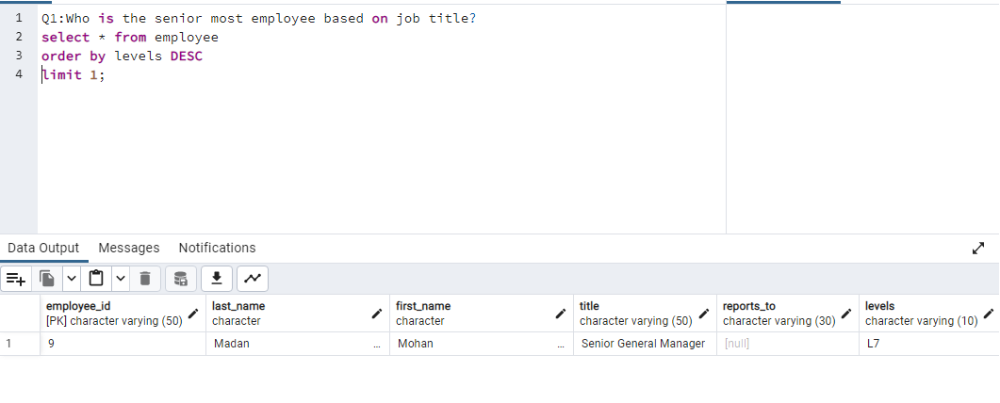 1 Q1:Who is the senior most employee based on job title?
2 select * from employee
3 order by levels DESC
4 limit 1;
Data Output Messages Notifications
employee_id last_name first_name title reports_to levels
[PK] character varying (50) character character character varying (50) character varying (30) character varying (10)
1 9 Madan ... Mohan ... Senior General Manager [null] L7